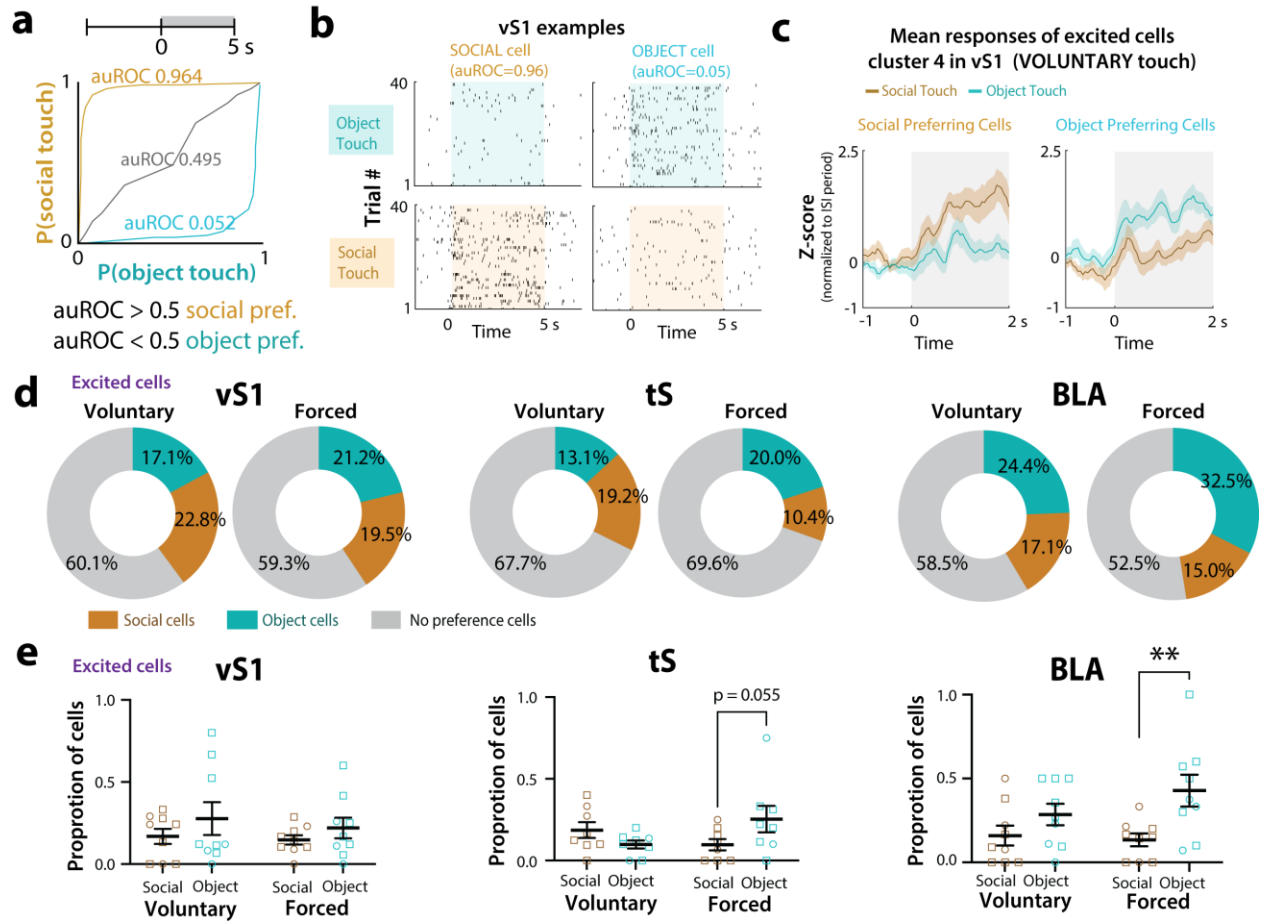 a
0
5 s
1
auROC 0.964
auROC 0.495
auROC 0.052
P(social touch)
0
P(object touch)
1
auROC > 0.5 social pref.
auROC < 0.5 object pref.
b
vS1 examples
SOCIAL cell
(auROC=0.96)
OBJECT cell
(auROC=0.05)
Trial #
40
Object
Touch
1
40
Social
Touch
1
0
Time
5 s
0
Time
5 s
c
Mean responses of excited cells
cluster 4 in vS1 (VOLUNTARY touch)
Social Touch
Object Touch
Social Preferring Cells
Object Preferring Cells
Z-score
(normalized to ISI period)
2.5
0
-1
-1
0
2 s
Time
2.5
0
-1
-1
0
2 s
Time
d
Excited cells
vS1
Voluntary
Forced
17.1%
22.8%
60.1%
21.2%
19.5%
59.3%
tS
Voluntary
Forced
13.1%
19.2%
67.7%
20.0%
10.4%
69.6%
BLA
Voluntary
Forced
24.4%
17.1%
58.5%
32.5%
15.0%
52.5%
Social cells
Object cells
No preference cells
e
Excited cells
vS1
Proprotion of cells
1.0
0.5
0.0
Social
Object
Social
Object
Voluntary
Forced
tS
Proprotion of cells
1.0
0.5
0.0
p = 0.055
Social
Object
Social
Object
Voluntary
Forced
BLA
Proprotion of cells
1.0
0.5
0.0
**
Social
Object
Social
Object
Voluntary
Forced